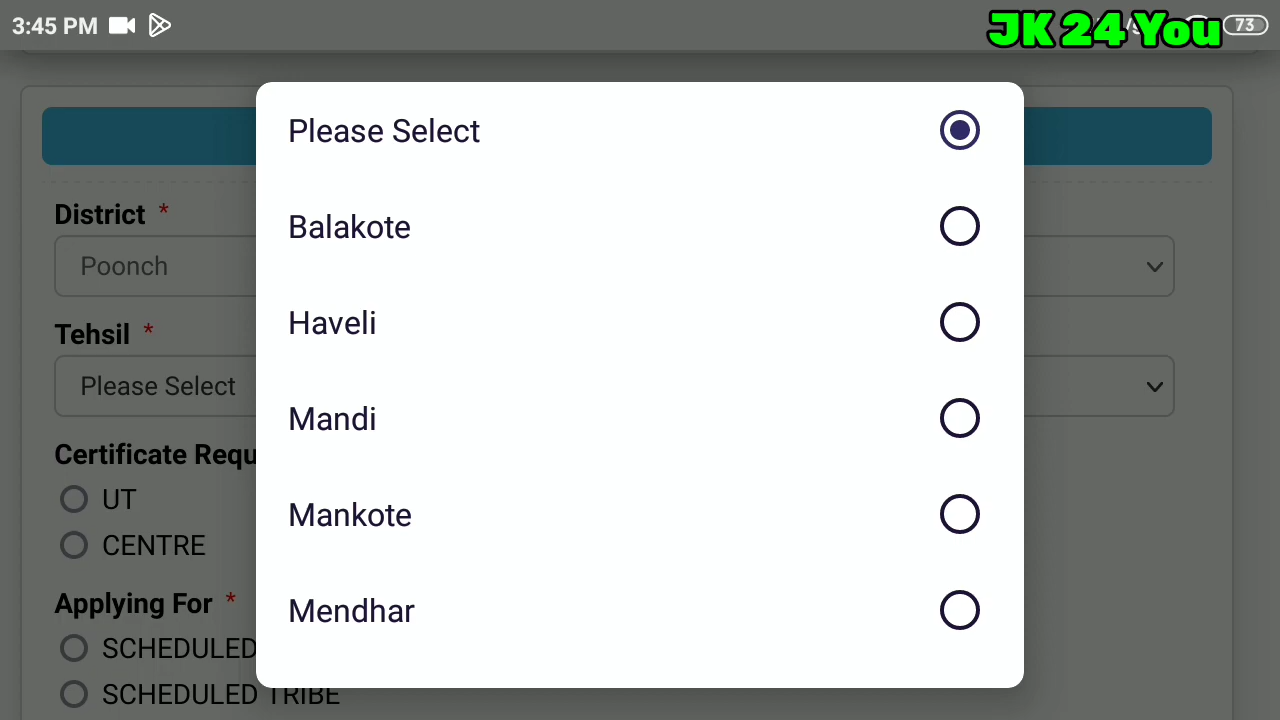 3:45 PM
JK 24 You
73
Please Select
Balakote
Haveli
Mandi
Mankote
Mendhar
District *
Poonch
Tehsil *
Please Select
Certificate Requ
UT
CENTRE
Applying For *
SCHEDULED
SCHEDULED TRIBE